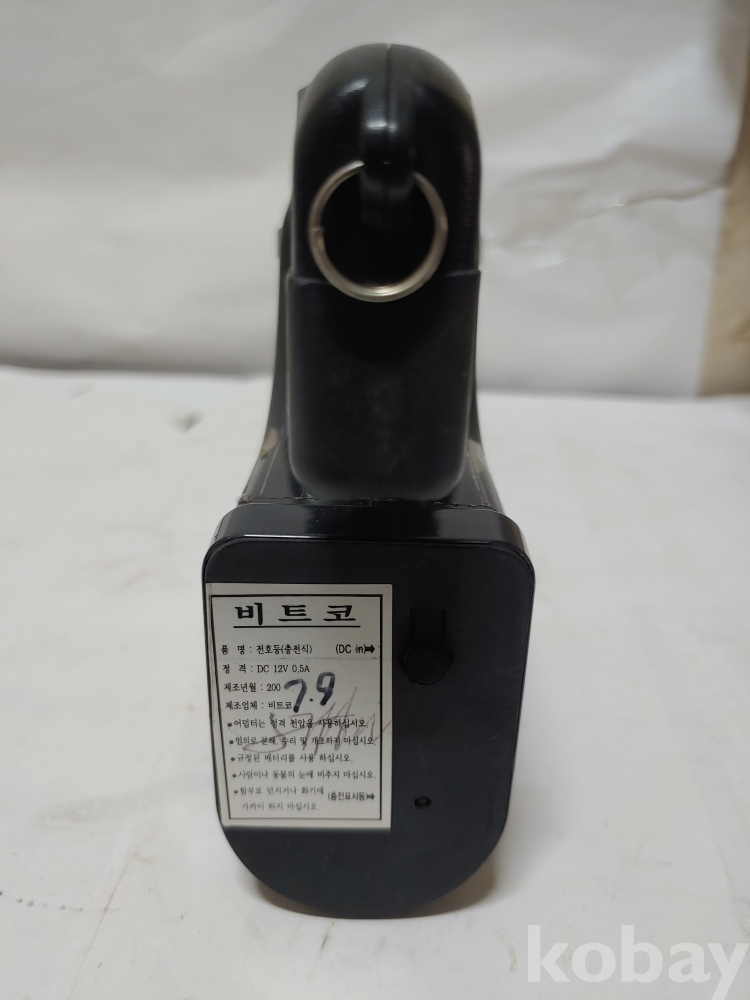 비트코
품 명 : 전호등(충전식) (DC in)➡
정 격 : DC 12V 0.5A
제조년월 : 200 7.9
제조업체 : 비트코
●어덥터는 정격 전압을 사용하십시오.
●임의로 분해, 수리 및 개조하지 마십시오.
●규정된 배터리를 사용 하십시오.
●사람이나 동물의 눈에 비추지 마십시오.
●함부로 던지거나 화기에 (충전표시등)➡
가까이 하지 마십시오.
kobay